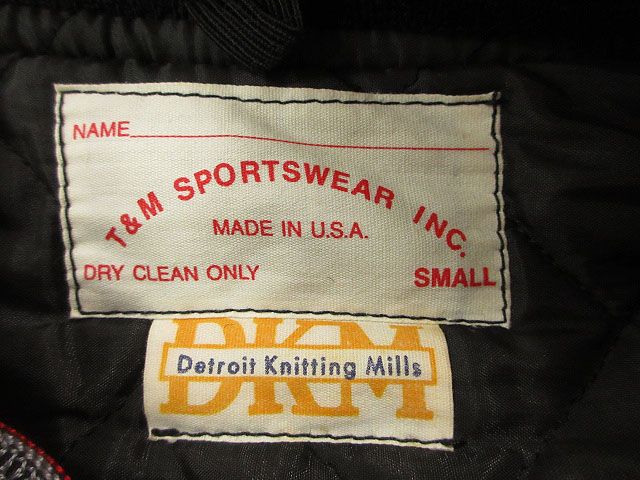 NAME
T&M SPORTSWEAR INC.
MADE IN U.S.A.
DRY CLEAN ONLY SMALL
DKM
Detroit Knitting Mills